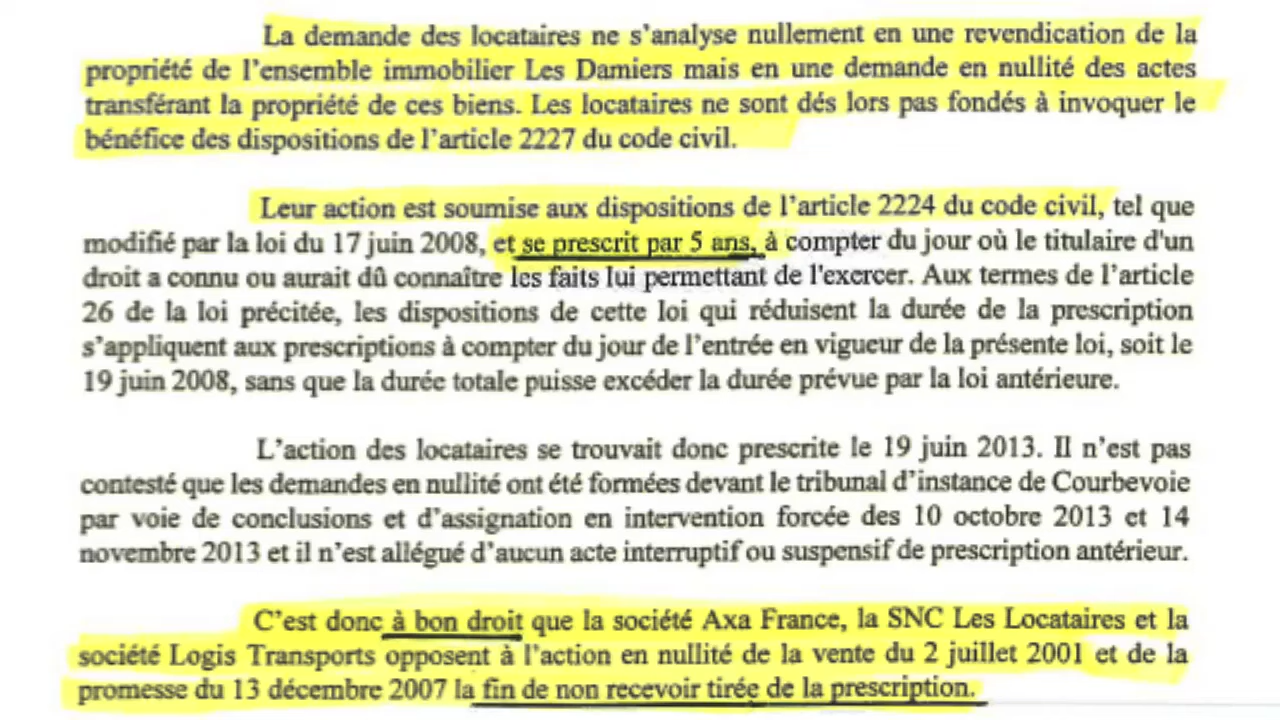 La demande des locataires ne s'analyse nullement en une revendication de la
propriété de l'ensemble immobilier Les Damiers mais en une demande en nullité des actes
transférant la propriété de ces biens. Les locataires ne sont dés lors pas fondés à invoquer le
bénéfice des dispositions de l'article 2227 du code civil.
Leur action est soumise aux dispositions de l'article 2224 du code civil, tel que
modifié par la loi du 17 juin 2008, et se prescrit par 5 ans, à compter du jour où le titulaire d'un
droit a connu ou aurait dû connaître les faits lui permettant de l'exercer. Aux termes de l'article
26 de la loi précitée, les dispositions de cette loi qui réduisent la durée de la prescription
s'appliquent aux prescriptions à compter du jour de l'entrée en vigueur de la présente loi, soit le
19 juin 2008, sans que la durée totale puisse excéder la durée prévue par la loi antérieure.
L'action des locataires se trouvait donc prescrite le 19 juin 2013. Il n'est pas
contesté que les demandes en nullité ont été formées devant le tribunal d'instance de Courbevoie
par voie de conclusions et d'assignation en intervention forcée des 10 octobre 2013 et 14
novembre 2013 et il n'est allégué d'aucun acte interruptif ou suspensif de prescription antérieur.
C'est donc à bon droit que la société Axa France, la SNC Les Locataires et la
société Logis Transports opposent à l'action en nullité de la vente du 2 juillet 2001 et de la
promesse du 13 décembre 2007 la fin de non recevoir tirée de la prescription.